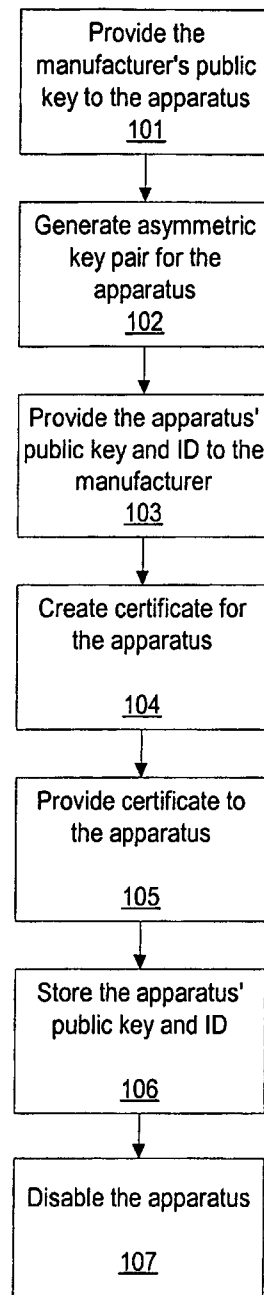 Provide the
manufacturer's public
key to the apparatus
101
Generate asymmetric
key pair for the
apparatus
102
Provide the apparatus'
public key and ID to the
manufacturer
103
Create certificate for
the apparatus
104
Provide certificate to
the apparatus
105
Store the apparatus'
public key and ID
106
Disable the apparatus
107